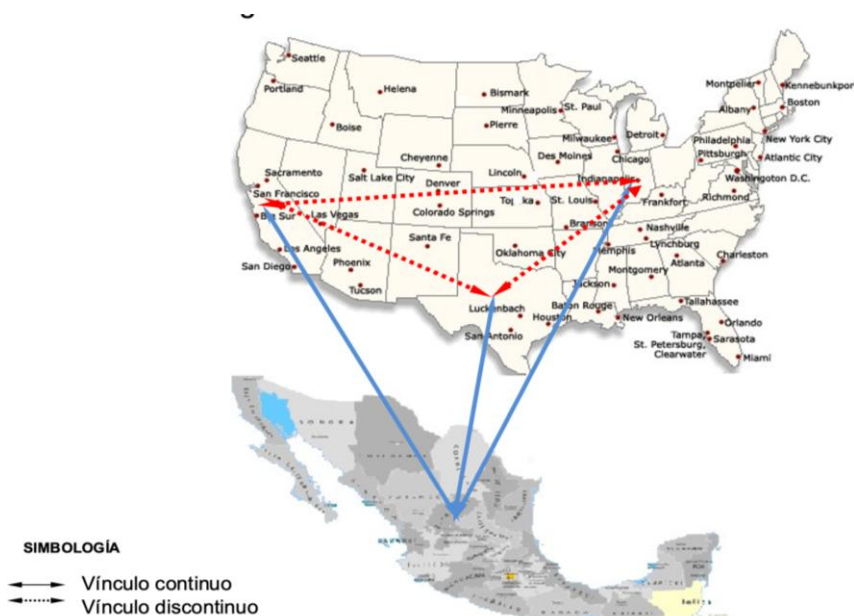 Seattle
Portland
Helena
Bismark
Minneapolis
St. Paul
Montpelier
Kennebunkpor
Boise
Pierre
Milwaukee
Detroit
Albany
Boston
New York City
Cheyenne
Des Moines
Chicago
Philadelphia
Pittsburgh
Atlantic City
Sacramento
Salt Lake City
Lincoln
Indianapo
Washingoton D.C.
San Francisco
Denver
Colorado Springs
St. Louis
Frankfort
Richmond
Big Sur
Las Vegas
Branson
Nashville
Santa Fe
Oklahoma City
Memphis
Lynchburg
Los Angeles
Atlanta
Charleston
San Diego
Phoenix
Montgomery
Tucson
Jackson
Tallahassee
Luckenbach
Baton Rouge
Houston
New Orleans
Orlando
San Antonio
Tampa,
St. Petersburg,
Clearwater
Sarasota
Miami
SONORA
SIMBOLOGÍA
Vínculo continuo
Vínculo discontinuo